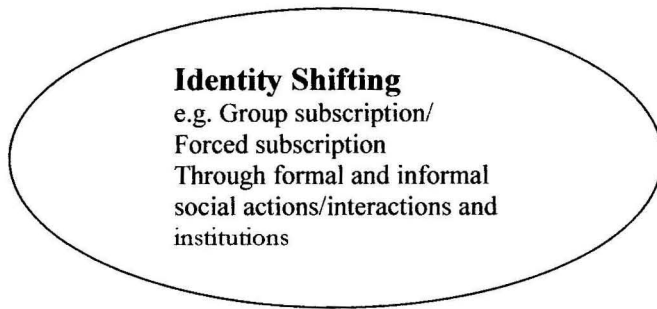 Identity Shifting
e.g. Group subscription/
Forced subscription
Through formal and informal
social actions/interactions and
institutions